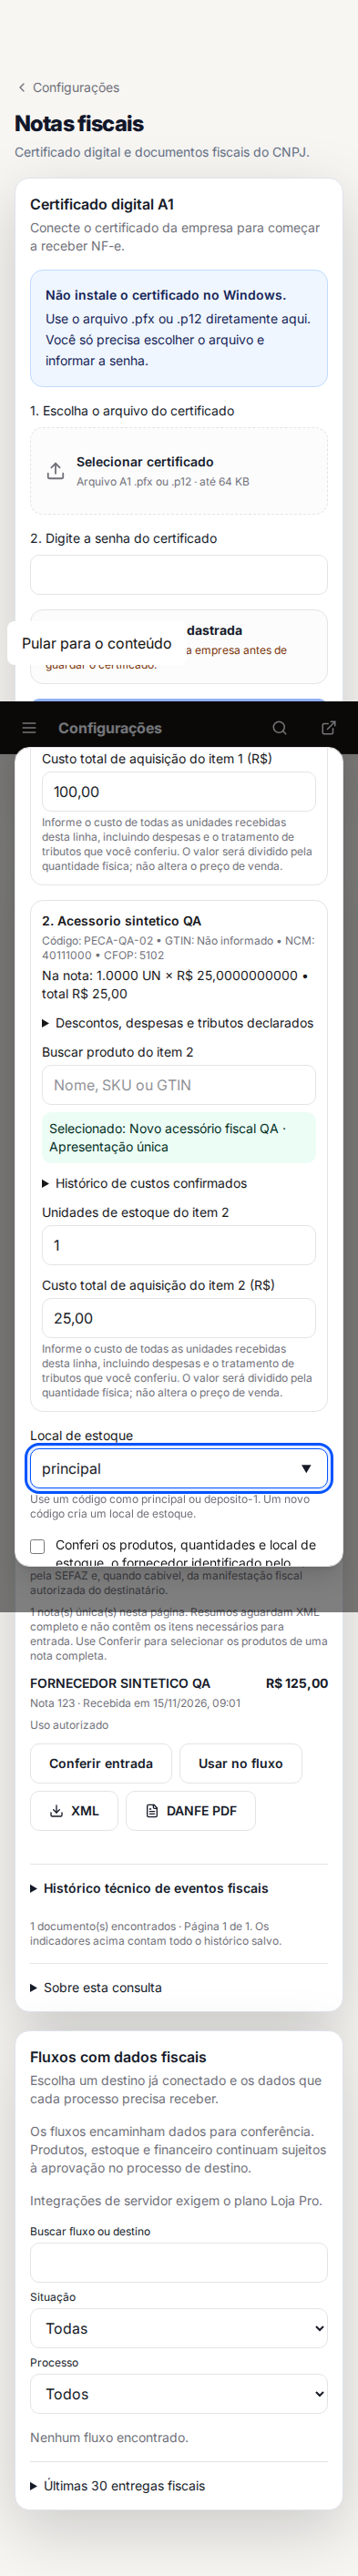 Configurações
Notas fiscais
Certificado digital e documentos fiscais do CNPJ.
Certificado digital A1
Conecte o certificado da empresa para começar
a receber NF-e.
Não instale o certificado no Windows.
Use o arquivo .pfx ou .p12 diretamente aqui.
Você só precisa escolher o arquivo e
informar a senha.
1. Escolha o arquivo do certificado
Selecionar certificado
Arquivo A1 .pfx ou .p12 · até 64 KB
2. Digite a senha do certificado
dastrada
Pular para o conteúdo
a empresa antes de
guardar o certificado.
Configurações
Custo total de aquisição do item 1 (R$)
100,00
Informe o custo de todas as unidades recebidas
desta linha, incluindo despesas e o tratamento de
tributos que você conferiu. O valor será dividido pela
quantidade física; não altera o preço de venda.
2. Acessorio sintetico QA
Código: PECA-QA-02 • GTIN: Não informado • NCM:
40111000 • CFOP: 5102
Na nota: 1.0000 UN × R$ 25,0000000000 •
total R$ 25,00
Descontos, despesas e tributos declarados
Buscar produto do item 2
Nome, SKU ou GTIN
Selecionado: Novo acessório fiscal QA ·
Apresentação única
Histórico de custos confirmados
Unidades de estoque do item 2
1
Custo total de aquisição do item 2 (R$)
25,00
Informe o custo de todas as unidades recebidas
desta linha, incluindo despesas e o tratamento de
tributos que você conferiu. O valor será dividido pela
quantidade física; não altera o preço de venda.
Local de estoque
principal
Use um código como principal ou deposito-1. Um novo
código cria um local de estoque.
Conferi os produtos, quantidades e local de
estoque, o fornecedor identificado pelo
pela SEFAZ e, quando cabível, da manifestação fiscal
autorizada do destinatário.
1 nota(s) única(s) nesta página. Resumos aguardam XML
completo e não contêm os itens necessários para
entrada. Use Conferir para selecionar os produtos de uma
nota completa.
FORNECEDOR SINTETICO QA R$ 125,00
Nota 123 · Recebida em 15/11/2026, 09:01
Uso autorizado
Conferir entrada Usar no fluxo
XML DANFE PDF
Histórico técnico de eventos fiscais
1 documento(s) encontrados · Página 1 de 1. Os
indicadores acima contam todo o histórico salvo.
Sobre esta consulta
Fluxos com dados fiscais
Escolha um destino já conectado e os dados que
cada processo precisa receber.
Os fluxos encaminham dados para conferência.
Produtos, estoque e financeiro continuam sujeitos
à aprovação no processo de destino.
Integrações de servidor exigem o plano Loja Pro.
Buscar fluxo ou destino
Situação
Todas
Processo
Todos
Nenhum fluxo encontrado.
Últimas 30 entregas fiscais